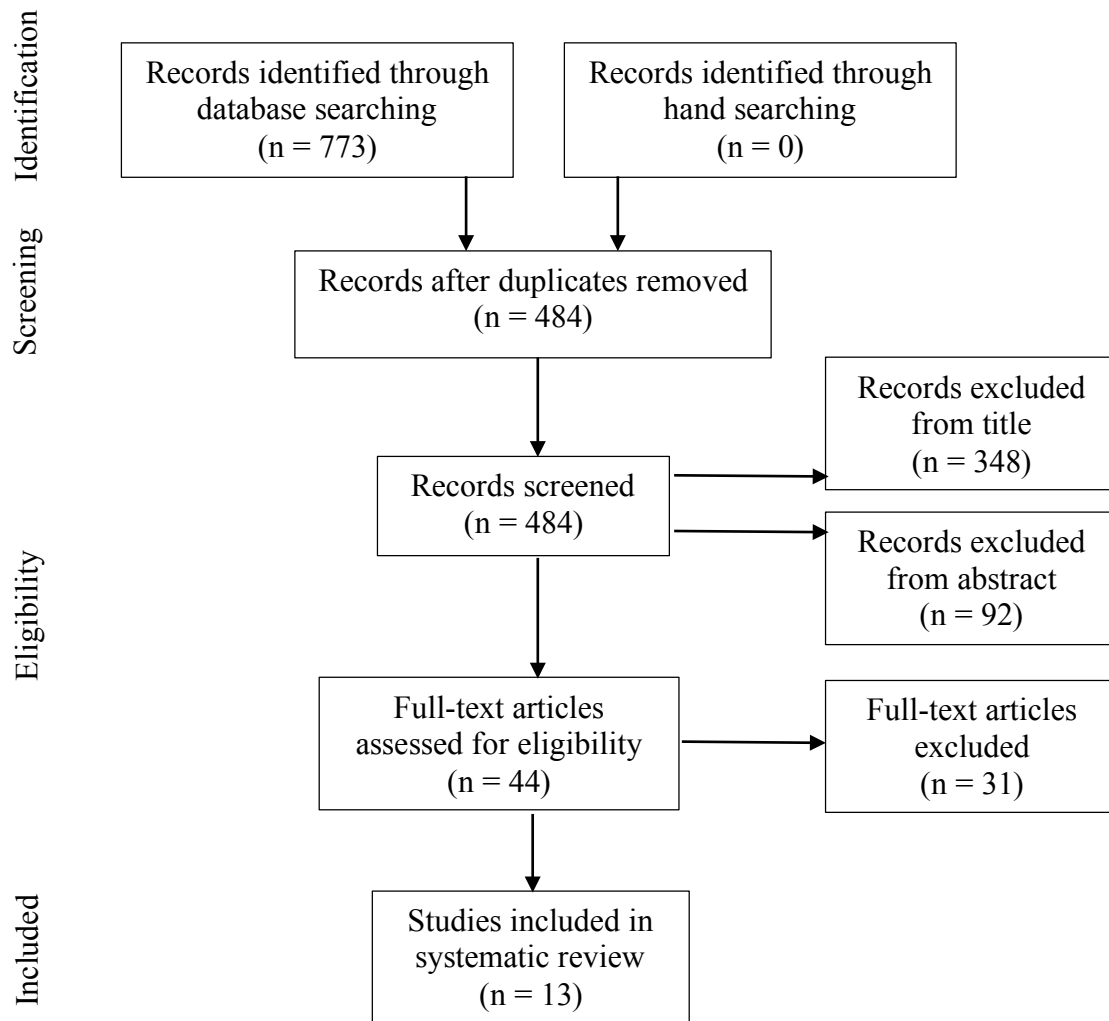 Identification
Records identified through
database searching
(n = 773)
Records identified through
hand searching
(n = 0)
Screening
Records after duplicates removed
(n = 484)
Records excluded
from title
(n = 348)
Records screened
(n = 484)
Records excluded
from abstract
(n = 92)
Eligibility
Full-text articles
assessed for eligibility
(n = 44)
Full-text articles
excluded
(n = 31)
Included
Studies included in
systematic review
(n = 13)